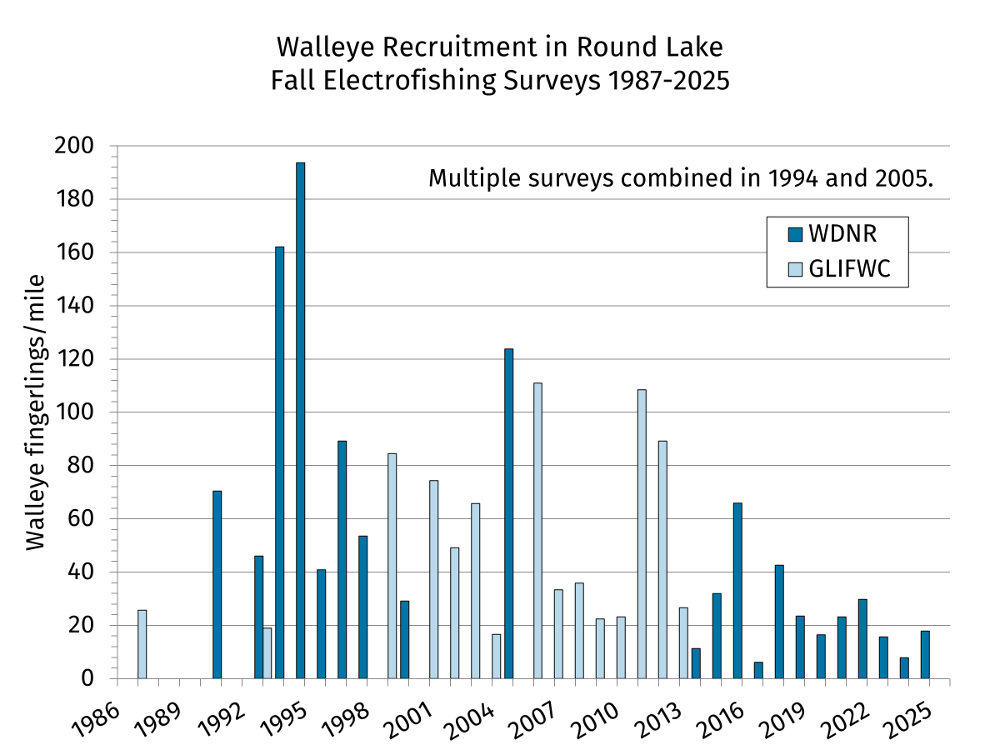 Walleye Recruitment in Round Lake
Fall Electrofishing Surveys 1987-2025
200
Multiple surveys combined in 1994 and 2005.
180
WDNR
160
GLIFWC
140
120
100
80
60
40
20
0
Walleye fingerlings/mile
1986 1989 1992 1995 1998 2001 2004 2007 2010 2013 2016 2019 2022 2025